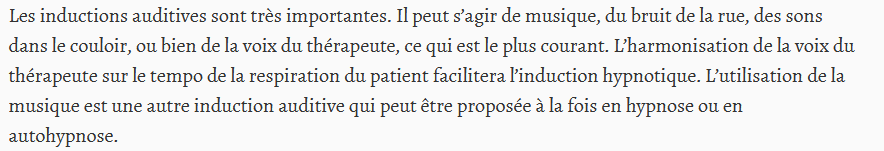 Les inductions auditives sont très importantes. Il peut s’agir de musique, du bruit de la rue, des sons
dans le couloir, ou bien de la voix du thérapeute, ce qui est le plus courant. L’harmonisation de la voix du
thérapeute sur le tempo de la respiration du patient facilitera l’induction hypnotique. L’utilisation de la
musique est une autre induction auditive qui peut être proposée à la fois en hypnose ou en
autohypnose.